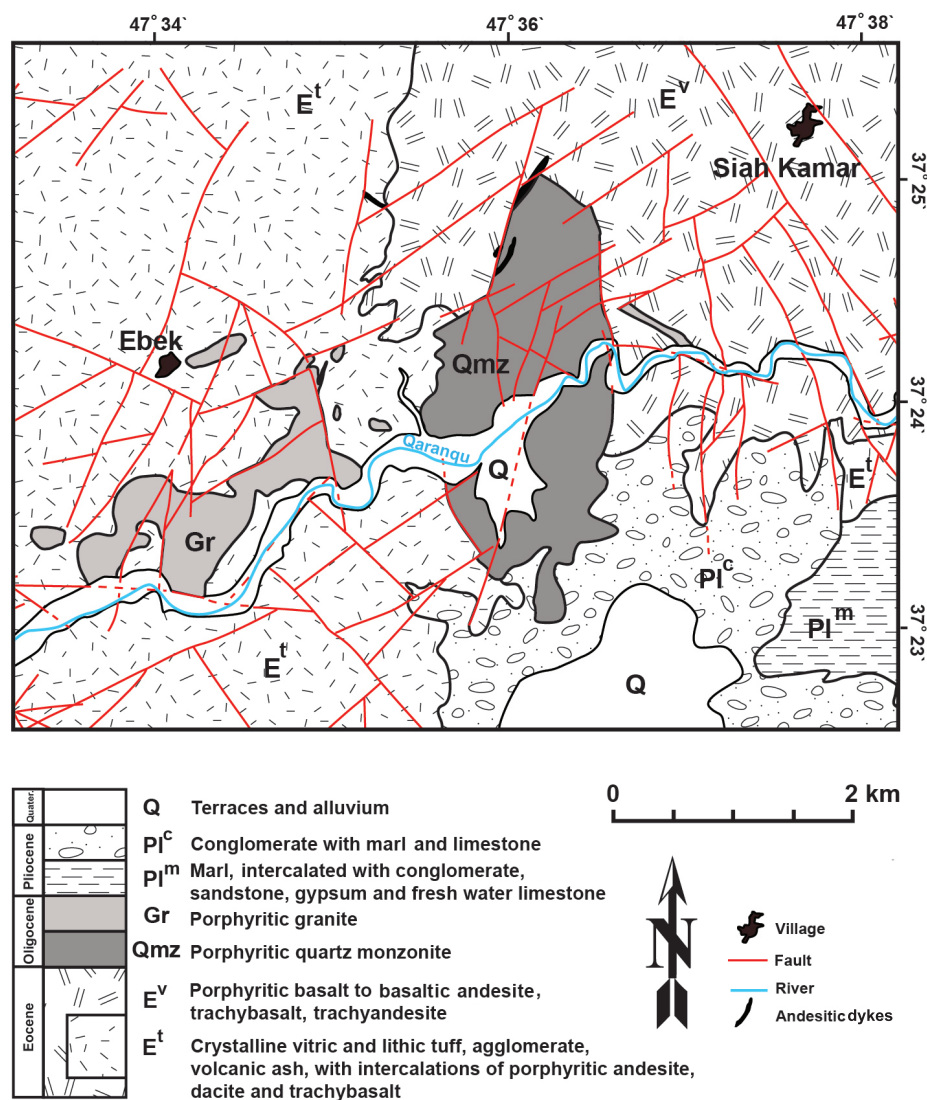 47° 34` 47° 36` 47° 38`
E^t
E^v
Siah Kamar
37° 25`
Ebek
Qmz
37° 24`
Qaranqu
Q
E^t
Gr
Pl^c
Pl^m
37° 23`
E^t
Q
Quater.
Q Terraces and alluvium
Pliocene
Pl^c Conglomerate with marl and limestone
Pl^m Marl, intercalated with conglomerate,
sandstone, gypsum and fresh water limestone
Oligocene
Gr Porphyritic granite
Qmz Porphyritic quartz monzonite
Eocene
E^v Porphyritic basalt to basaltic andesite,
trachybasalt, trachyandesite
E^t Crystalline vitric and lithic tuff, agglomerate,
volcanic ash, with intercalations of porphyritic andesite,
dacite and trachybasalt
0 2 km
N
Village
Fault
River
Andesitic dykes